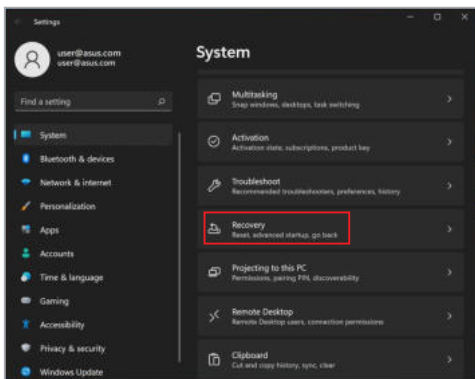 Settings
user@asus.com
user@asus.com
Find a setting
System
Bluetooth & devices
Network & internet
Personalization
Apps
Accounts
Time & language
Gaming
Accessibility
Privacy & security
Windows Update
System
Multitasking
Snap windows, desktops, task switching
Activation
Activation state, subscriptions, product key
Troubleshoot
Recommended troubleshooters, preferences, history
Recovery
Reset, advanced startup, go back
Projecting to this PC
Permissions, pairing PIN, discoverability
Remote Desktop
Remote Desktop users, connection permissions
Clipboard
Cut and copy history, sync, clear